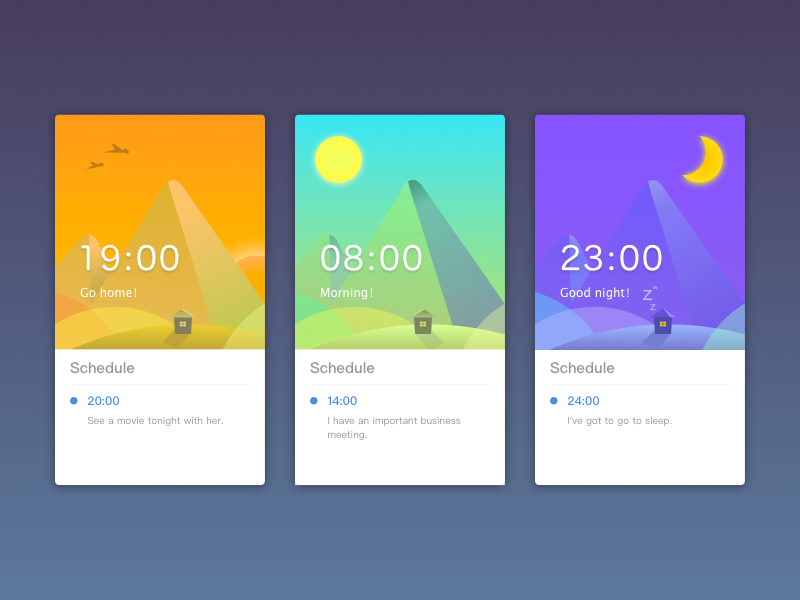 19:00
Go home!
Schedule
20:00
See a movie tonight with her.
08:00
Morning!
Schedule
14:00
I have an important business
meeting.
23:00
Good night!
Z"
z
Schedule
24:00
I've got to go to sleep.